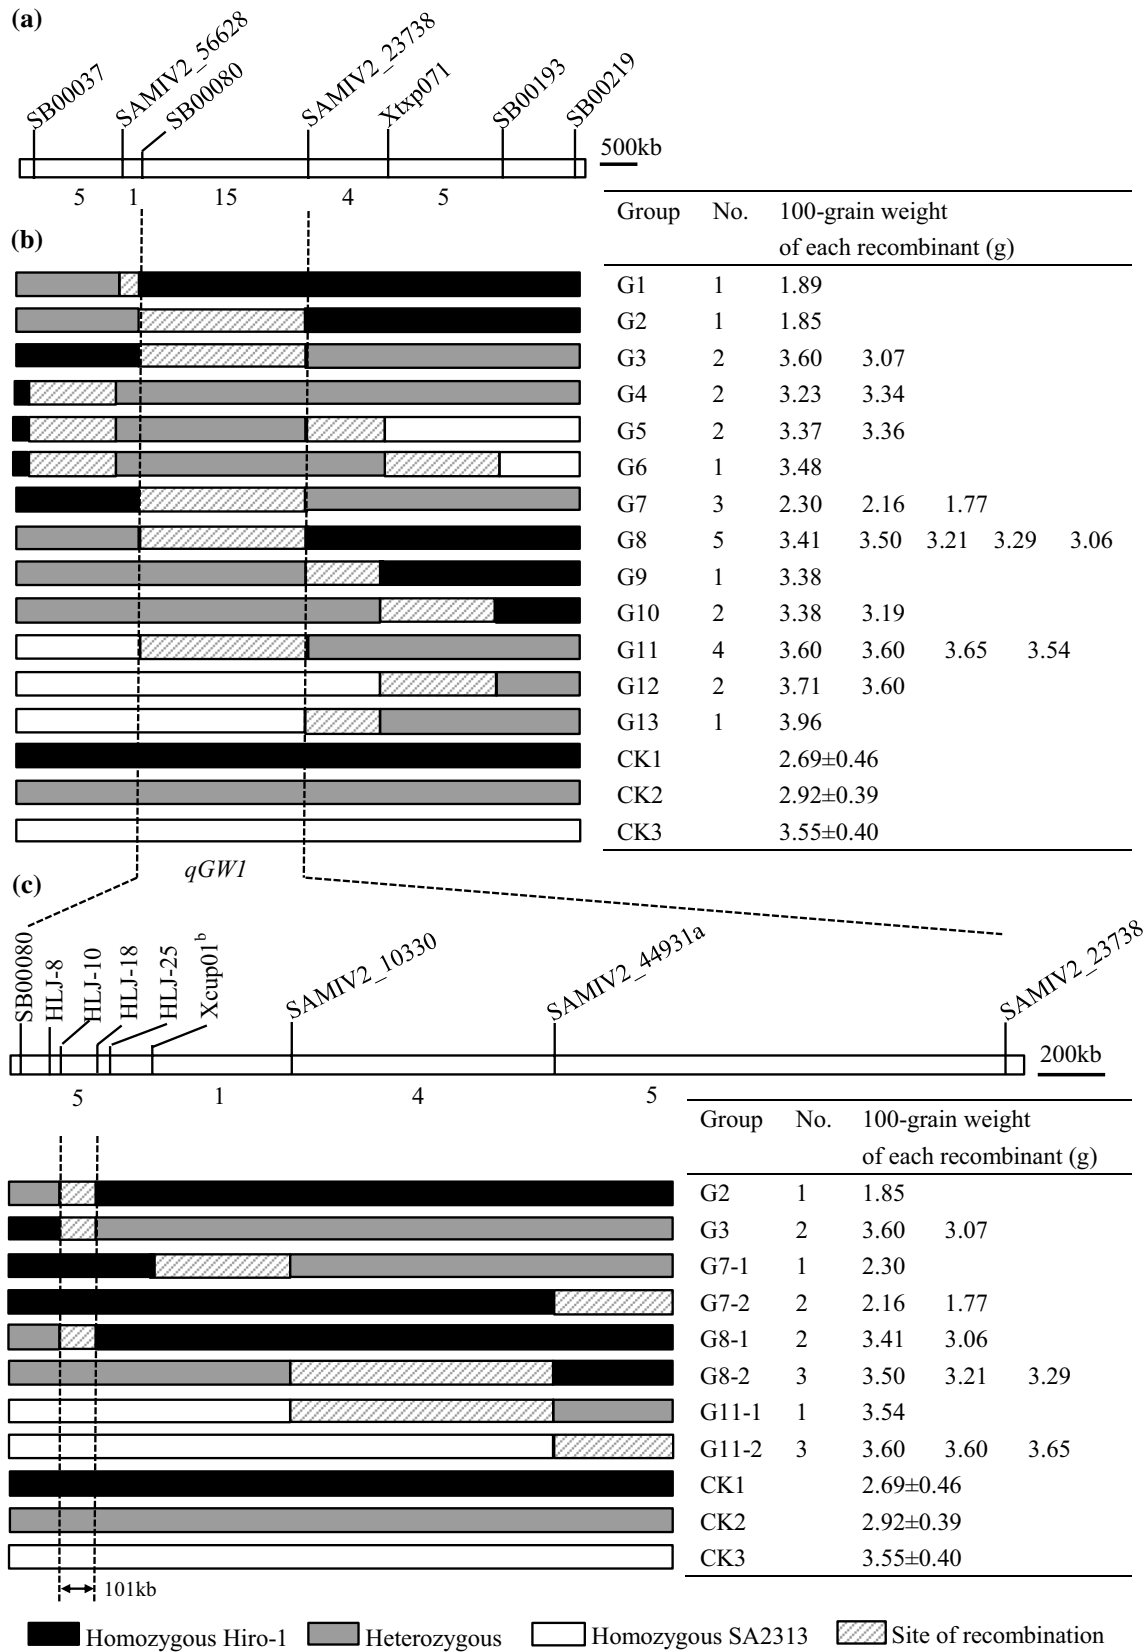 (a)
SB00037
SAMIV2_56628
SB00080
SAMIV2_23738
Xtxp071
SB00193
SB00219
500kb
5 1 15 4 5
(b)
Group No. 100-grain weight
of each recombinant (g)
G1 1 1.89
G2 1 1.85
G3 2 3.60 3.07
G4 2 3.23 3.34
G5 2 3.37 3.36
G6 1 3.48
G7 3 2.30 2.16 1.77
G8 5 3.41 3.50 3.21 3.29 3.06
G9 1 3.38
G10 2 3.38 3.19
G11 4 3.60 3.60 3.65 3.54
G12 2 3.71 3.60
G13 1 3.96
CK1 2.69±0.46
CK2 2.92±0.39
CK3 3.55±0.40
qGW1
(c)
SB00080
HLJ-8
HLJ-10
HLJ-18
HLJ-25
Xcup01b
SAMIV2_10330
SAMIV2_44931a
SAMIV2_23738
200kb
5 1 4 5
Group No. 100-grain weight
of each recombinant (g)
G2 1 1.85
G3 2 3.60 3.07
G7-1 1 2.30
G7-2 2 2.16 1.77
G8-1 2 3.41 3.06
G8-2 3 3.50 3.21 3.29
G11-1 1 3.54
G11-2 3 3.60 3.60 3.65
CK1 2.69±0.46
CK2 2.92±0.39
CK3 3.55±0.40
101kb
Homozygous Hiro-1 Heterozygous Homozygous SA2313 Site of recombination